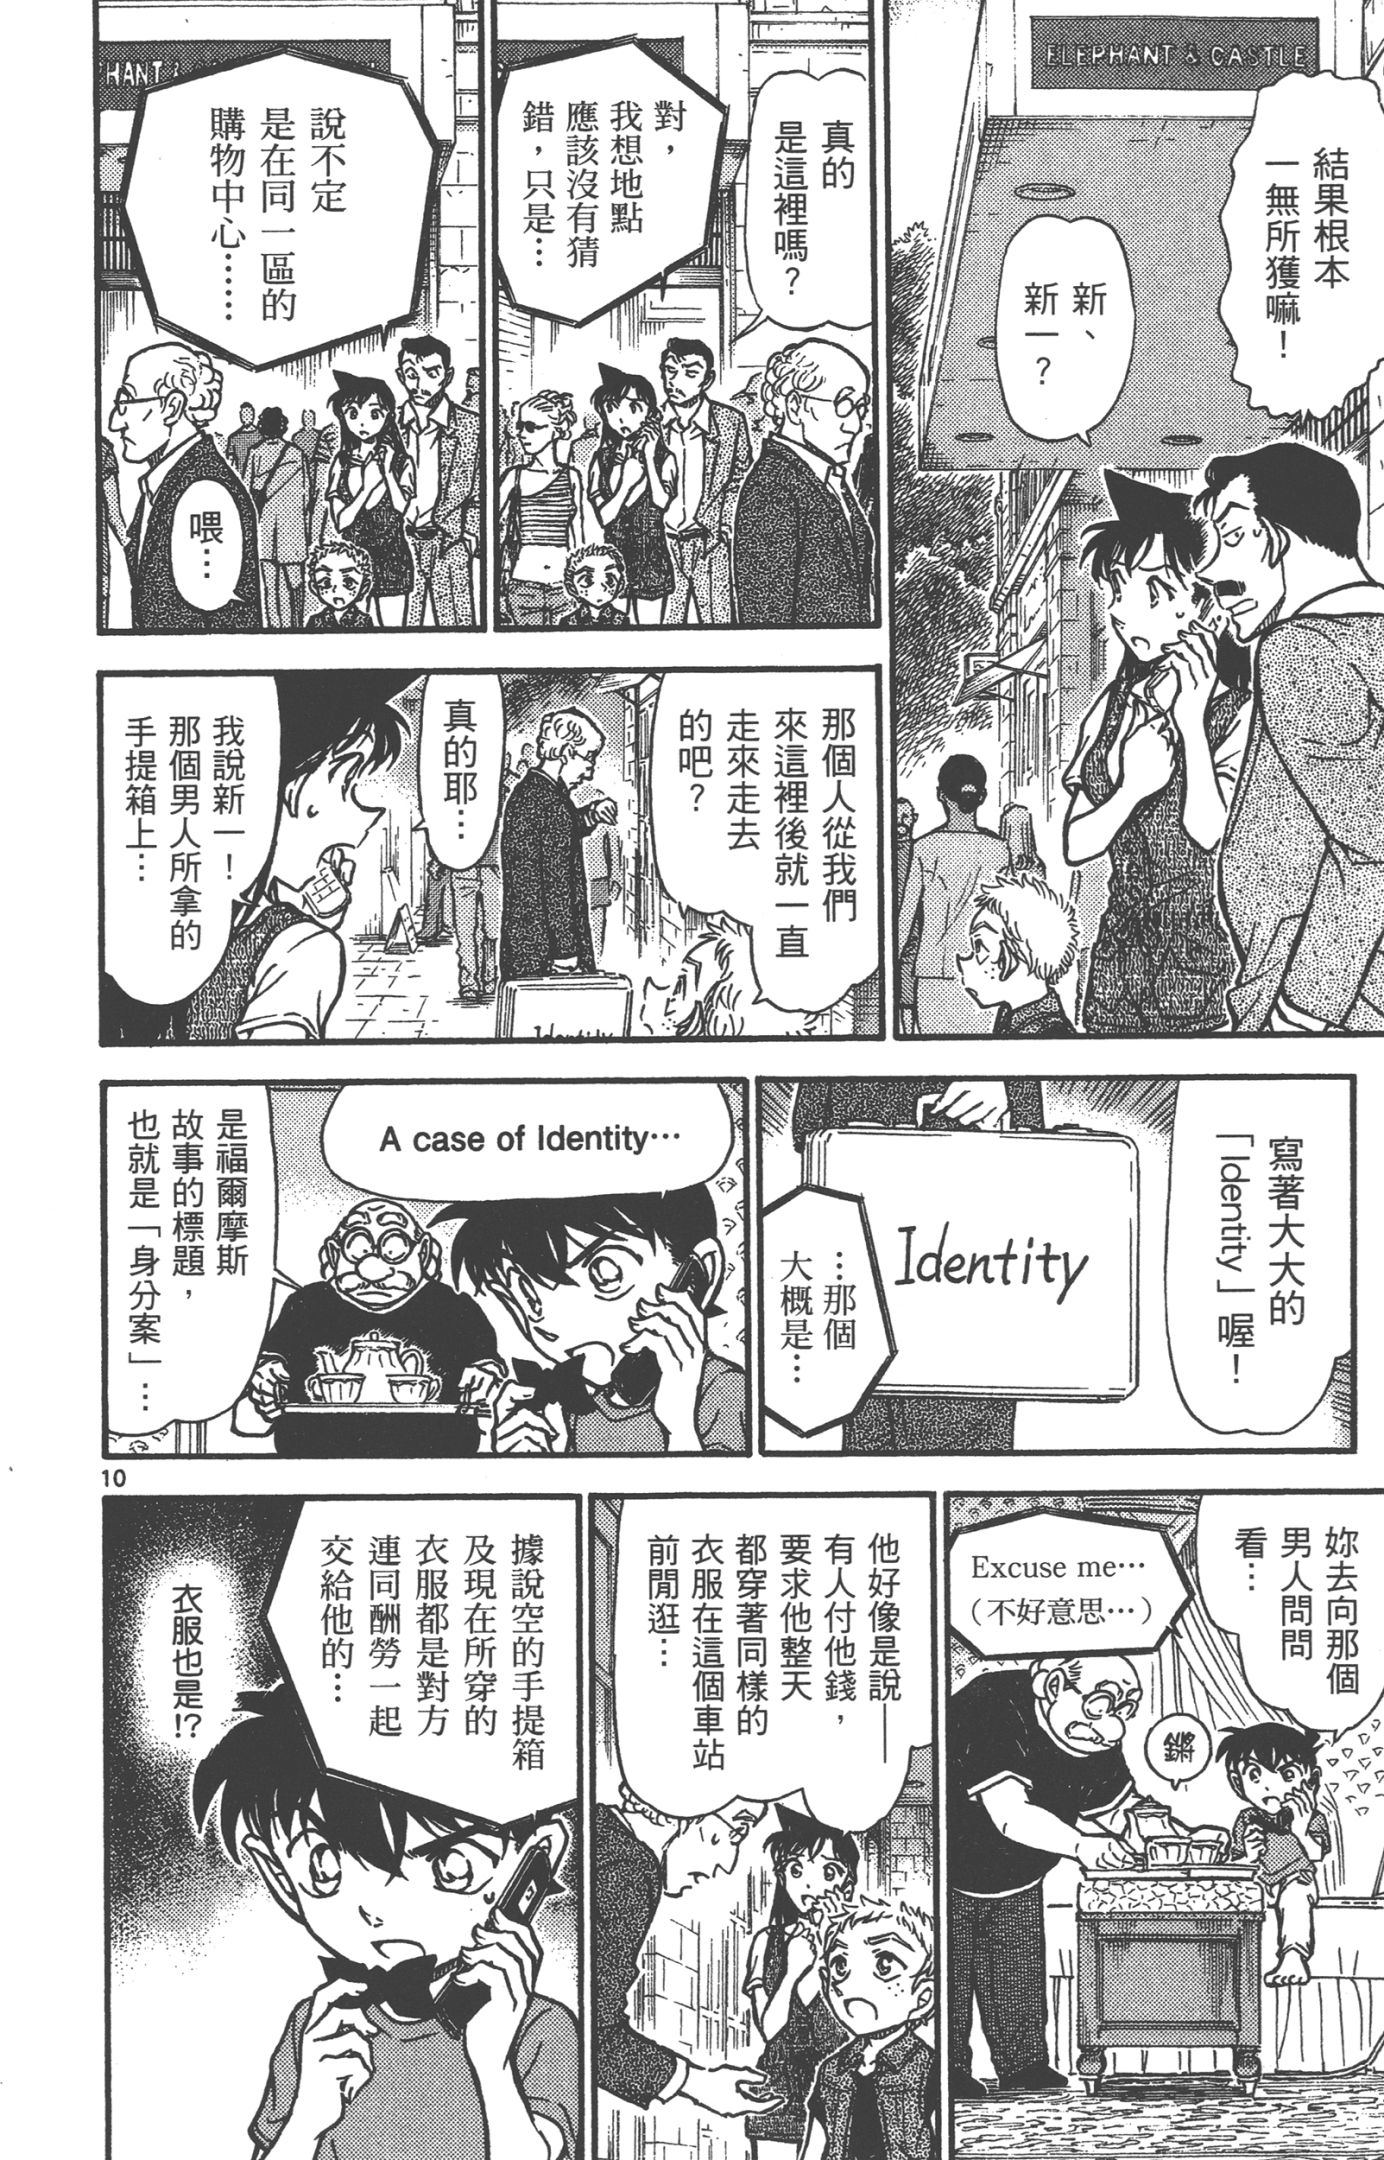 ELEPHANT & CASTLE
結果根本
一無所獲嘛！
新、
新一？
真的
是這裡嗎？
對，
我想地點
應該沒有猜
錯，只是…
HANT &
說不定
是在同一區的
購物中心……
喂…
那個人從我們
來這裡後就一直
走來走去
的吧？
真的耶…
Identity
我說新一！
那個男人所拿的
手提箱上…
寫著大大的
「Identity」喔！
Identity
…那個
大概是…
A case of Identity…
是福爾摩斯
故事的標題，
也就是「身分案」…
10
妳去向那個
男人問問
看…
Excuse me…
（不好意思…）
鏘
他好像是說——
有人付他錢，
要求他整天
都穿著同樣的
衣服在這個車站
前閒逛…
據說空的手提箱
及現在所穿的
衣服都是對方
連同酬勞一起
交給他的…
衣服也是!?